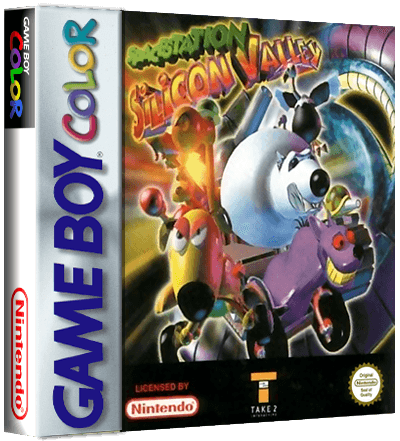 GAME BOY
COLOR
Nintendo
GAME BOY COLOR
SPACESTATION
SILICON VALLEY
LICENSED BY
Nintendo
T
TAKE 2
Original
Nintendo
Seal of
Quality